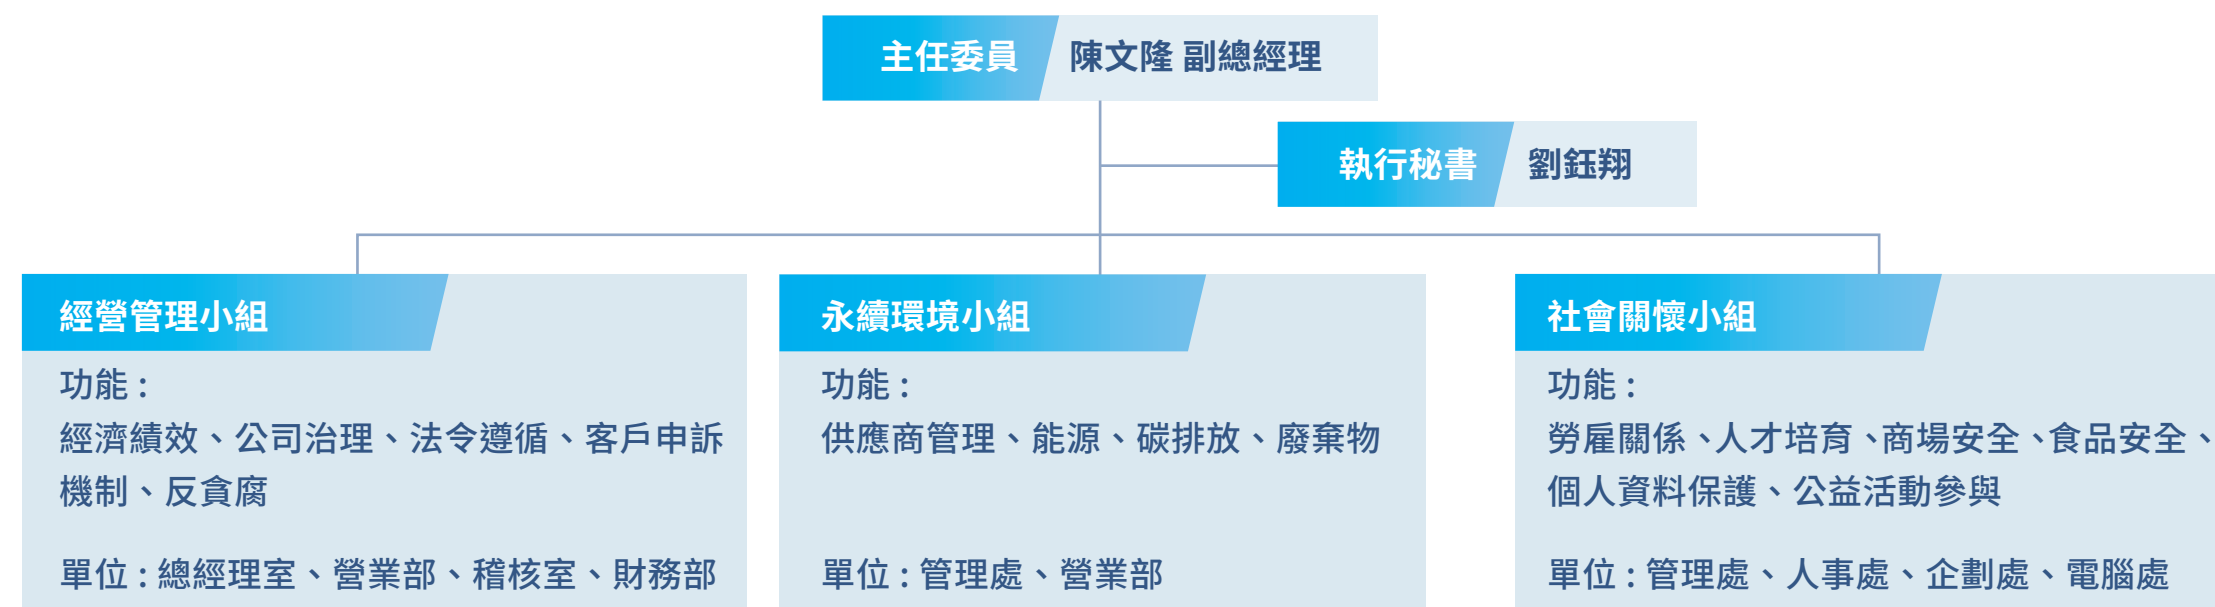 主任委員 陳文隆 副總經理
執行秘書 劉鈺翔
經營管理小組
功能 :
經濟績效、公司治理、法令遵循、客戶申訴
機制、反貪腐
單位 : 總經理室、營業部、稽核室、財務部
永續環境小組
功能 :
供應商管理、能源、碳排放、廢棄物
單位 : 管理處、營業部
社會關懷小組
功能 :
勞雇關係、人才培育、商場安全、食品安全、
個人資料保護、公益活動參與
單位 : 管理處、人事處、企劃處、電腦處